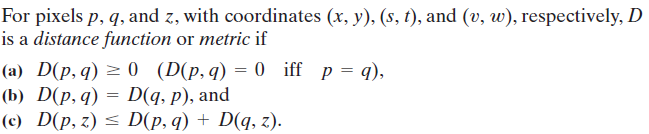 For pixels p, q, and z, with coordinates (x, y), (s, t), and (v, w), respectively, D
is a distance function or metric if
(a) D(p, q) ≥ 0 (D(p, q) = 0 iff p = q),
(b) D(p, q) = D(q, p), and
(c) D(p, z) ≤ D(p, q) + D(q, z).